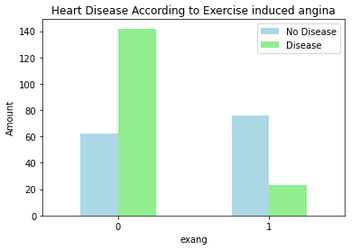 Heart Disease According to Exercise induced angina
No Disease
Disease
140
120
100
80
60
40
20
0
Amount
0
1
exang